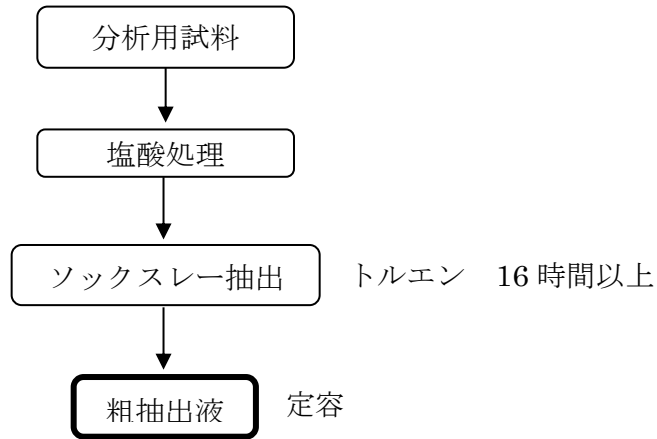 分析用試料
塩酸処理
ソックスレー抽出　トルエン　16 時間以上
粗抽出液　定容